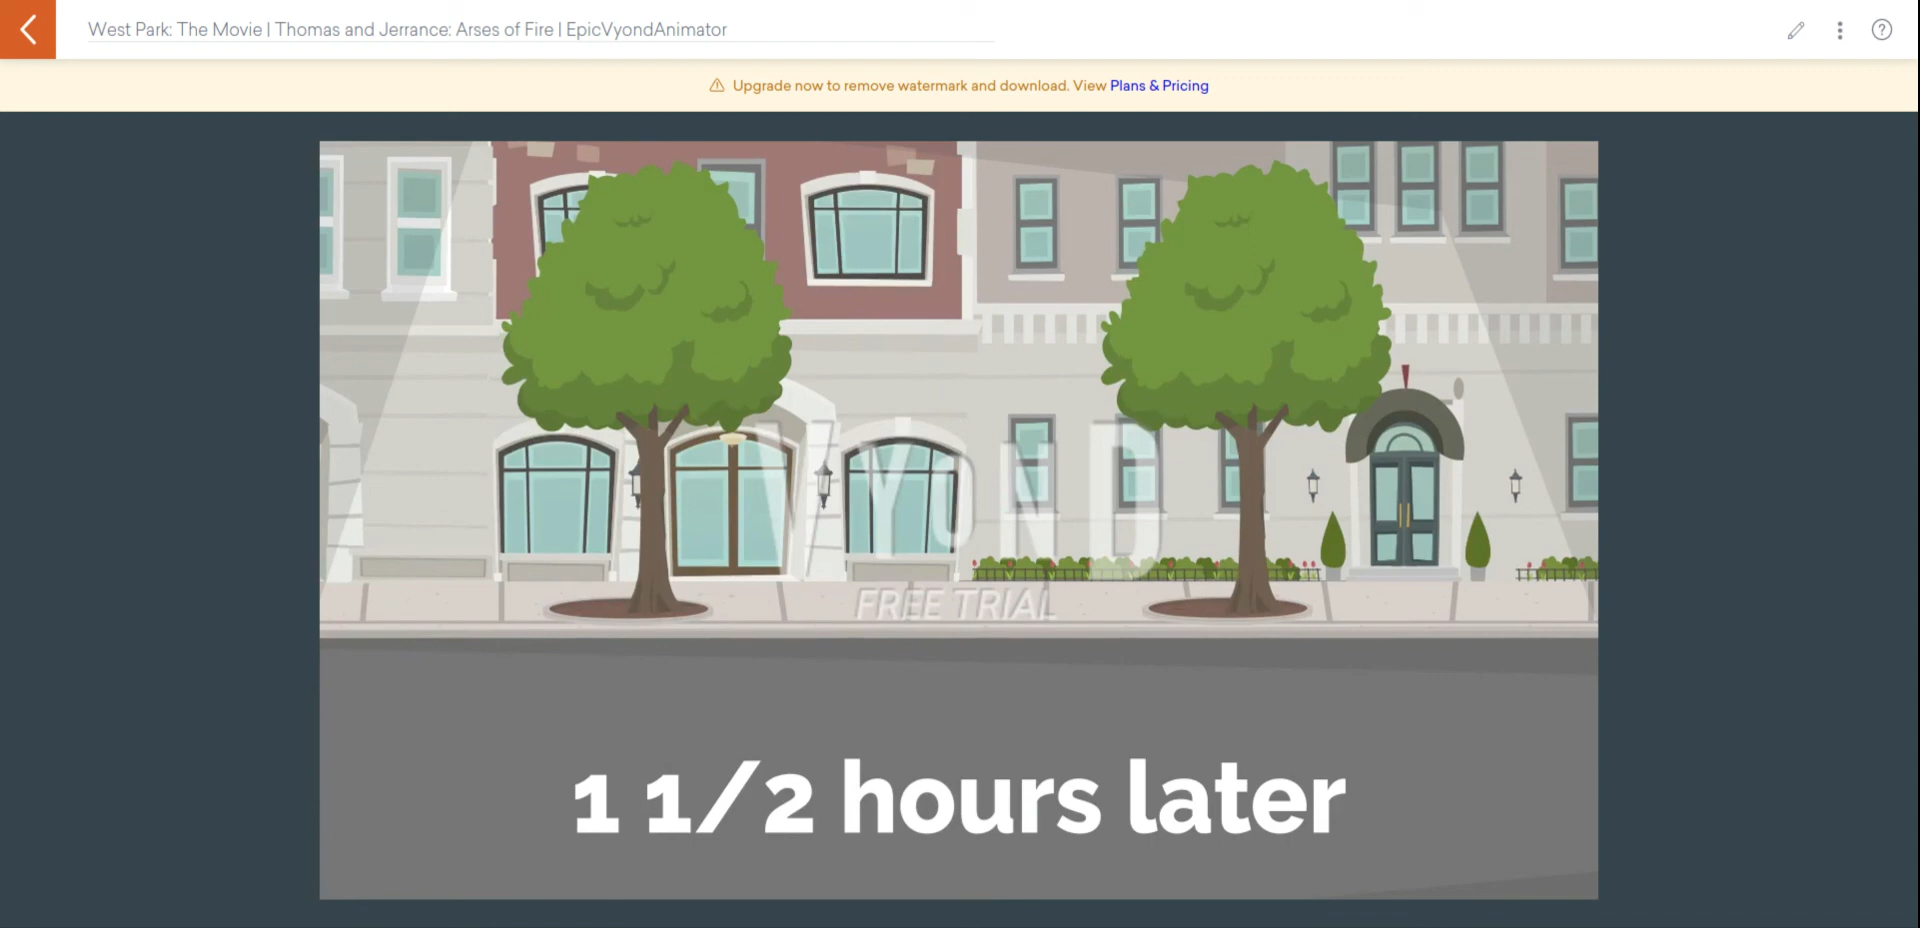 West Park: The Movie | Thomas and Jerrance: Arses of Fire | EpicVyondAnimator
Upgrade now to remove watermark and download. View Plans & Pricing
VYOND
FREE TRIAL
1 1/2 hours later